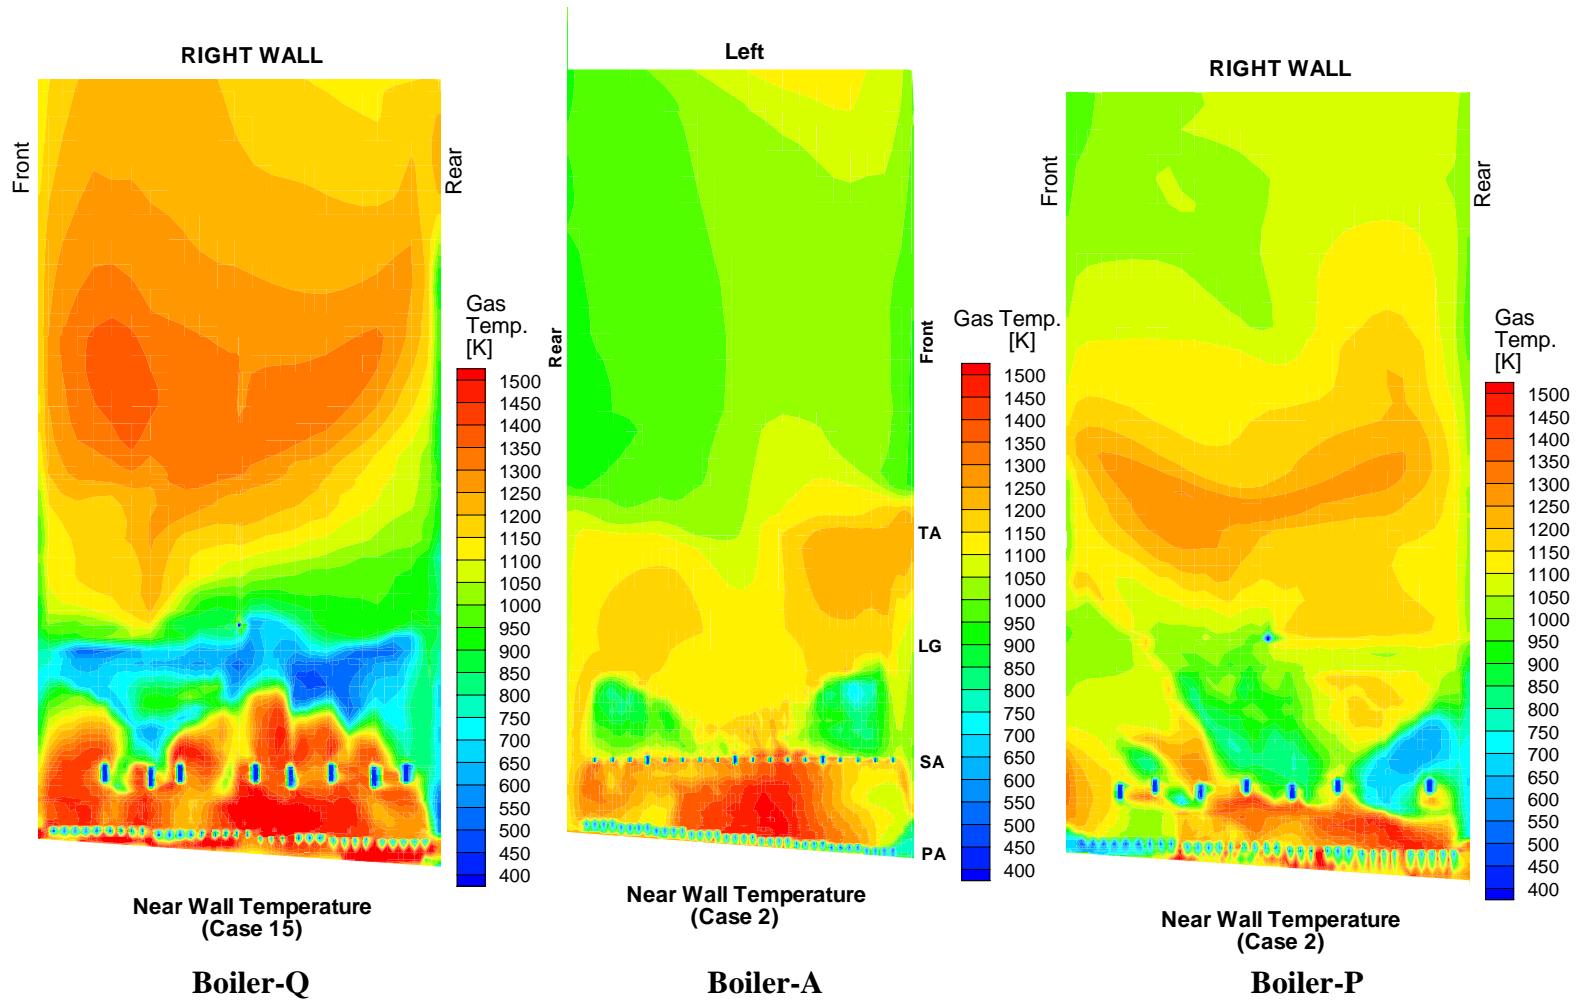 RIGHT WALL
Front
Rear
Gas
Temp.
[K]
1500
1450
1400
1350
1300
1250
1200
1150
1100
1050
1000
950
900
850
800
750
700
650
600
550
500
450
400
Near Wall Temperature
(Case 15)
Boiler-Q
Left
Rear
Front
TA
LG
SA
PA
Gas Temp.
[K]
1500
1450
1400
1350
1300
1250
1200
1150
1100
1050
1000
900
850
800
750
700
650
600
550
500
450
400
Near Wall Temperature
(Case 2)
Boiler-A
RIGHT WALL
Front
Rear
Gas
Temp.
[K]
1500
1450
1400
1350
1300
1250
1200
1150
1100
1050
1000
950
900
850
800
750
700
650
600
550
500
450
400
Near Wall Temperature
(Case 2)
Boiler-P